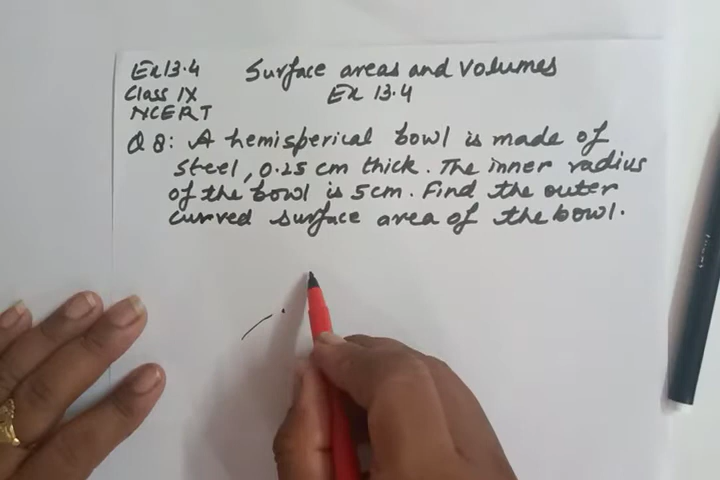 Ex 13.4 Surface areas and Volumes
Class IX Ex 13.4
NCERT
Q 8: A hemisperical bowl is made of
steel, 0.25 cm thick. The inner radius
of the bowl is 5cm. Find the outer
curved surface area of the bowl.